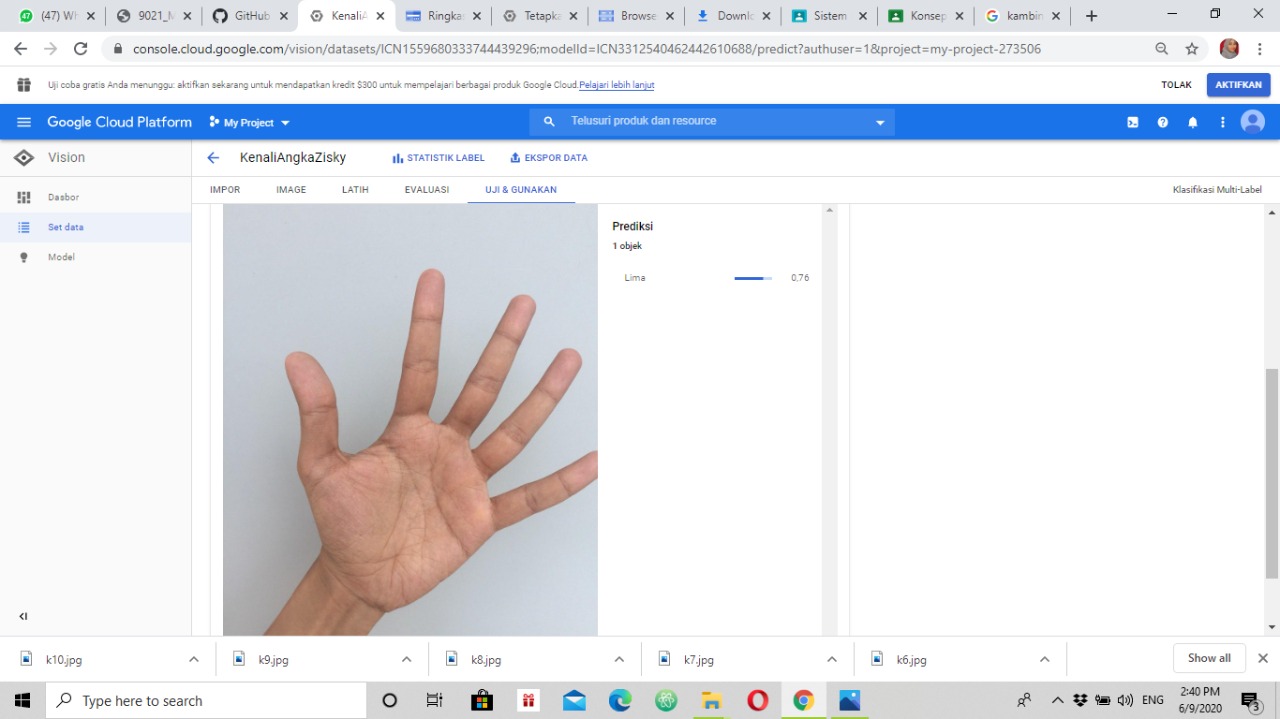 (47) Wh
9021_M
GitHub
KenaliA
Ringkas
Tetapka
Browse
Downlo
Sistem
Konsep
kambin
console.cloud.google.com/vision/datasets/ICN1559680333744439296;modelId=ICN3312540462442610688/predict?authuser=1&project=my-project-273506
Uji coba gratis Anda menunggu: aktifkan sekarang untuk mendapatkan kredit $300 untuk mempelajari berbagai produk Google Cloud. Pelajari lebih lanjut
TOLAK
AKTIFKAN
Google Cloud Platform
My Project
Telusuri produk dan resource
Vision
KenaliAngkaZisky
STATISTIK LABEL
EKSPOR DATA
IMPOR
IMAGE
LATIH
EVALUASI
UJI & GUNAKAN
Klasifikasi Multi-Label
Dasbor
Set data
Model
Prediksi
1 objek
Lima
0,76
k10.jpg
k9.jpg
k8.jpg
k7.jpg
k6.jpg
Show all
Type here to search
ENG
:40 PM
6/9/2020
3